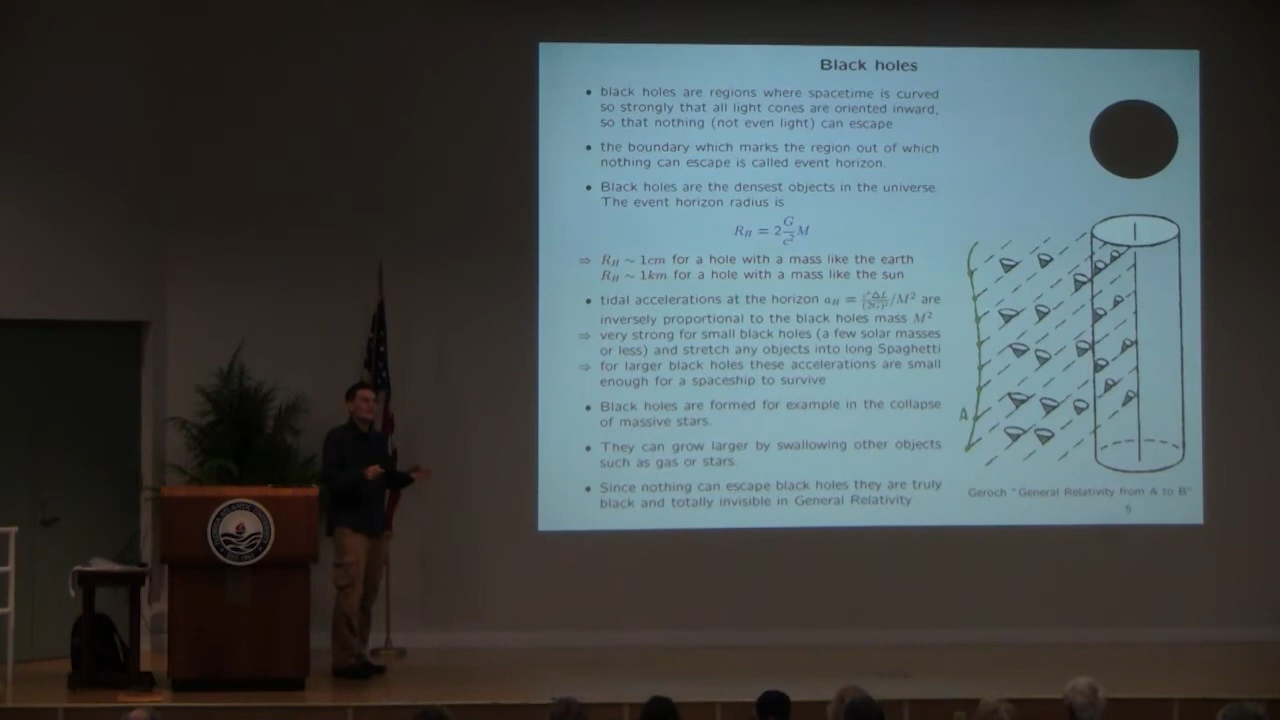 Black holes
• black holes are regions where spacetime is curved
so strongly that all light cones are oriented inward,
so that nothing (not even light) can escape
• the boundary which marks the region out of which
nothing can escape is called event horizon.
• Black holes are the densest objects in the universe.
The event horizon radius is
R_H = 2 G/c² M
⇒ R_H ~ 1cm for a hole with a mass like the earth
R_H ~ 1km for a hole with a mass like the sun
• tidal accelerations at the horizon a_H = /M² are
inversely proportional to the black holes mass M²
⇒ very strong for small black holes (a few solar masses
or less) and stretch any objects into long Spaghetti
⇒ for larger black holes these accelerations are small
enough for a spaceship to survive
• Black holes are formed for example in the collapse
of massive stars.
• They can grow larger by swallowing other objects
such as gas or stars.
• Since nothing can escape black holes they are truly
black and totally invisible in General Relativity
A
Geroch "General Relativity from A to B"
5